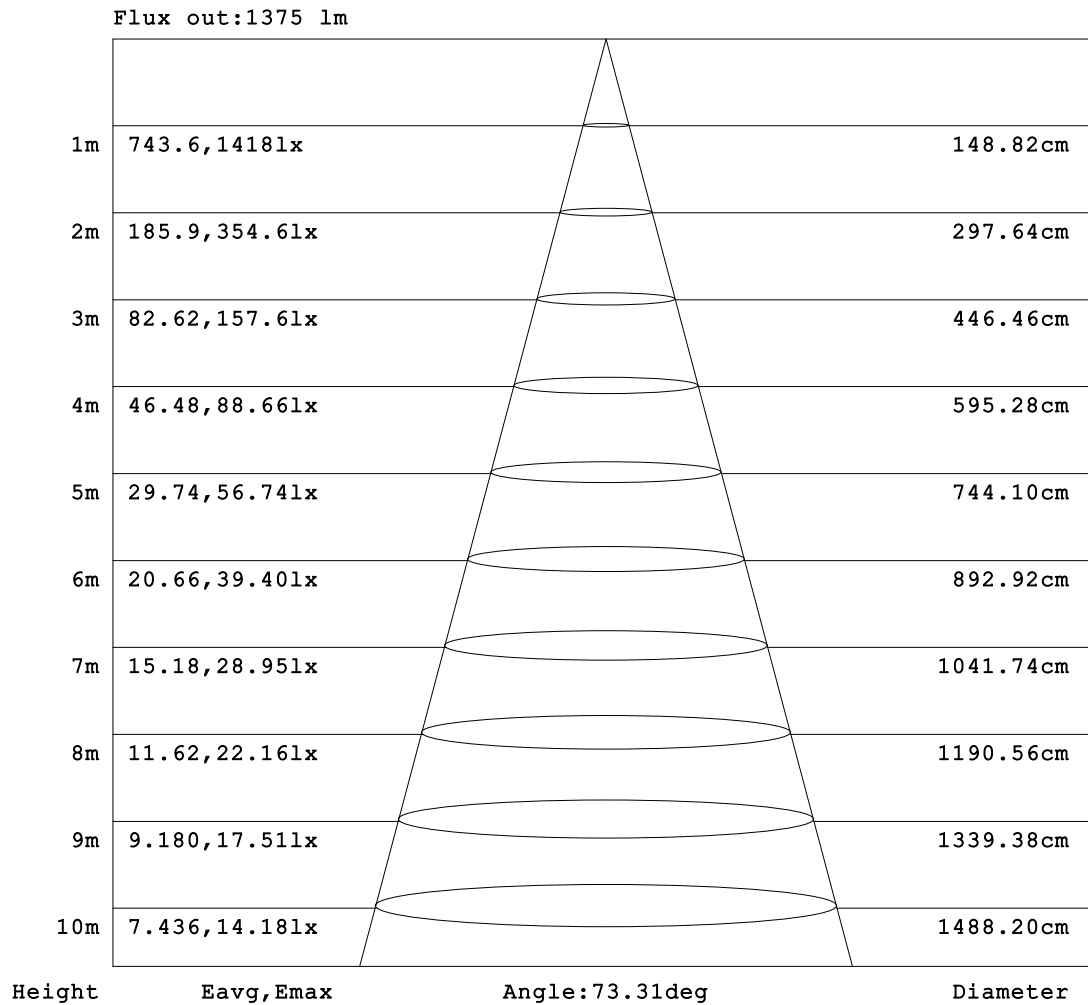 Flux out:1375 lm
1m 743.6,1418lx 148.82cm
2m 185.9,354.6lx 297.64cm
3m 82.62,157.6lx 446.46cm
4m 46.48,88.66lx 595.28cm
5m 29.74,56.74lx 744.10cm
6m 20.66,39.40lx 892.92cm
7m 15.18,28.95lx 1041.74cm
8m 11.62,22.16lx 1190.56cm
9m 9.180,17.51lx 1339.38cm
10m 7.436,14.18lx 1488.20cm
Height Eavg,Emax Angle:73.31deg Diameter